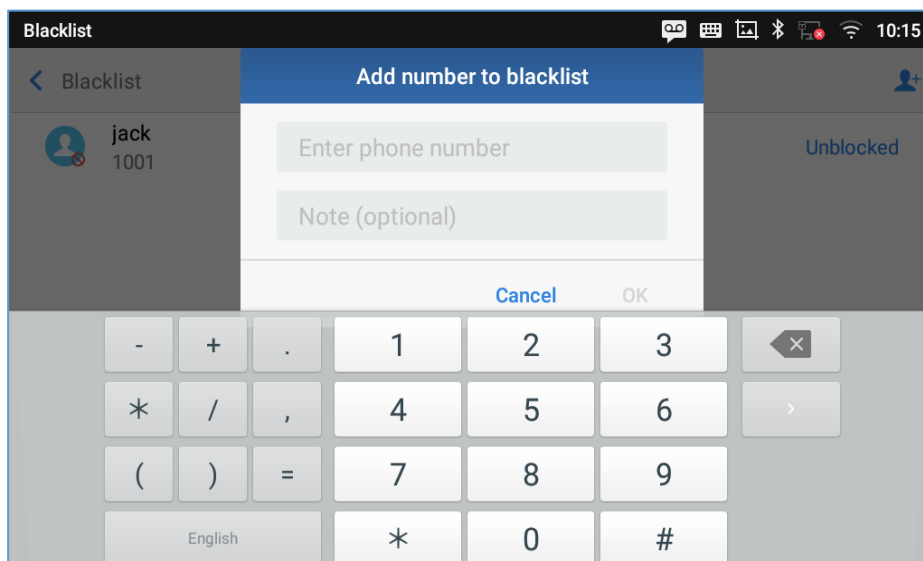 Blacklist 10:15
Add number to blacklist
Blacklist
Enter phone number
jack
1001
Unblocked
Note (optional)
Cancel OK
- + . 1 2 3
* / , 4 5 6
( ) = 7 8 9
English * 0 #